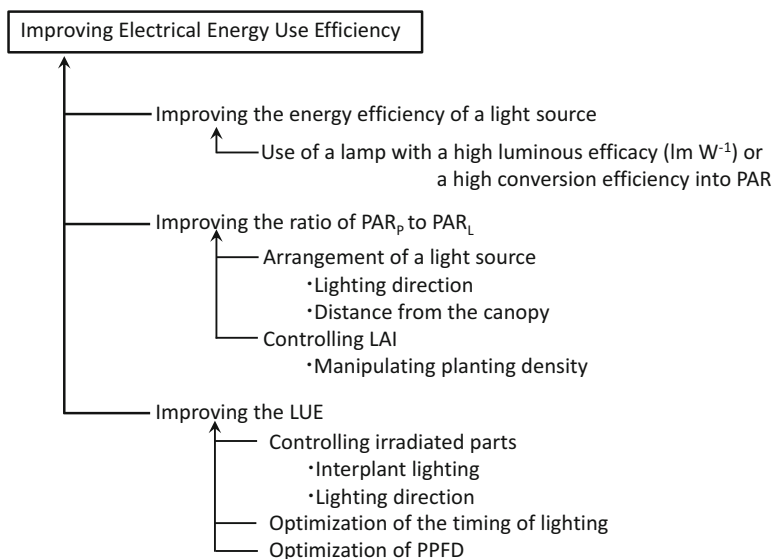 Improving Electrical Energy Use Efficiency
Improving the energy efficiency of a light source
Use of a lamp with a high luminous efficacy (lm W⁻¹) or
a high conversion efficiency into PAR
Improving the ratio of PARₚ to PAR_L
Arrangement of a light source
・Lighting direction
・Distance from the canopy
Controlling LAI
・Manipulating planting density
Improving the LUE
Controlling irradiated parts
・Interplant lighting
・Lighting direction
Optimization of the timing of lighting
Optimization of PPFD